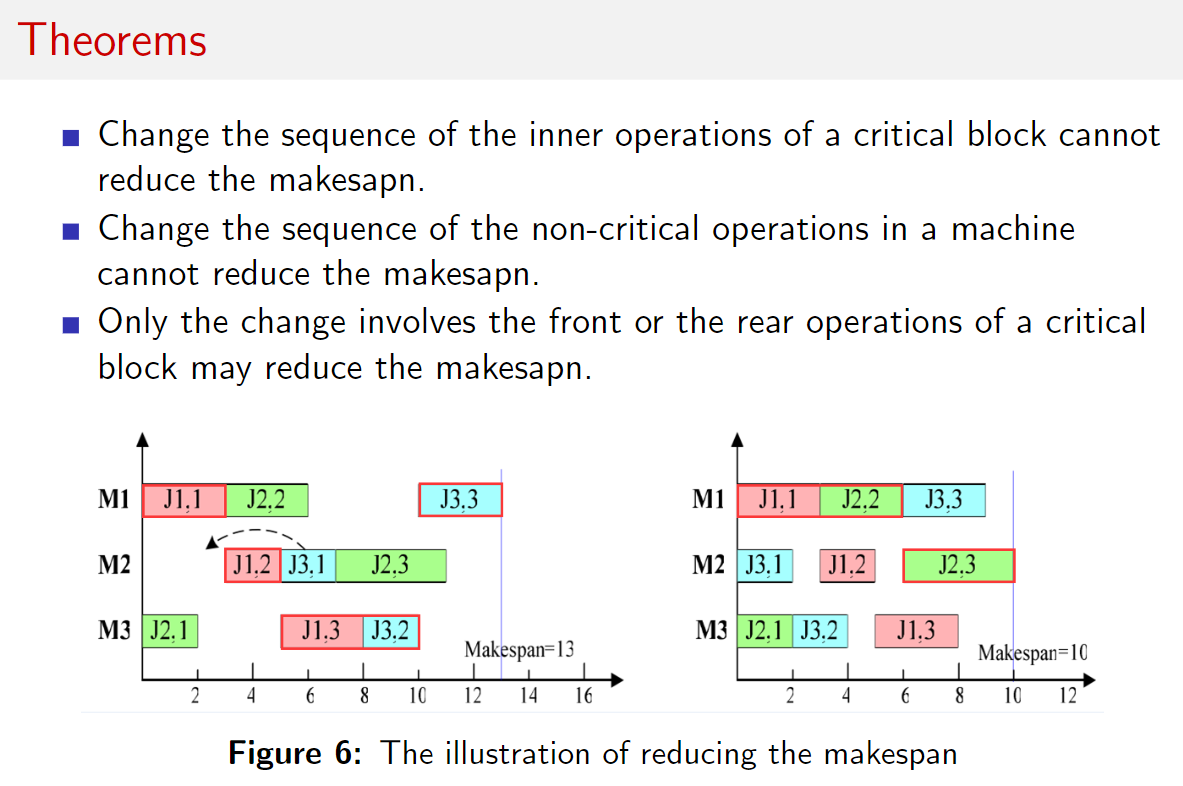 Theorems
Change the sequence of the inner operations of a critical block cannot
reduce the makesapn.
Change the sequence of the non-critical operations in a machine
cannot reduce the makesapn.
Only the change involves the front or the rear operations of a critical
block may reduce the makesapn.
M1 J1,1 J2,2 J3,3
M2 J1,2 J3,1 J2,3
M3 J2,1 J1,3 J3,2
Makespan=13
2 4 6 8 10 12 14 16
M1 J1,1 J2,2 J3,3
M2 J3,1 J1,2 J2,3
M3 J2,1 J3,2 J1,3
Makespan=10
2 4 6 8 10 12
Figure 6: The illustration of reducing the makespan